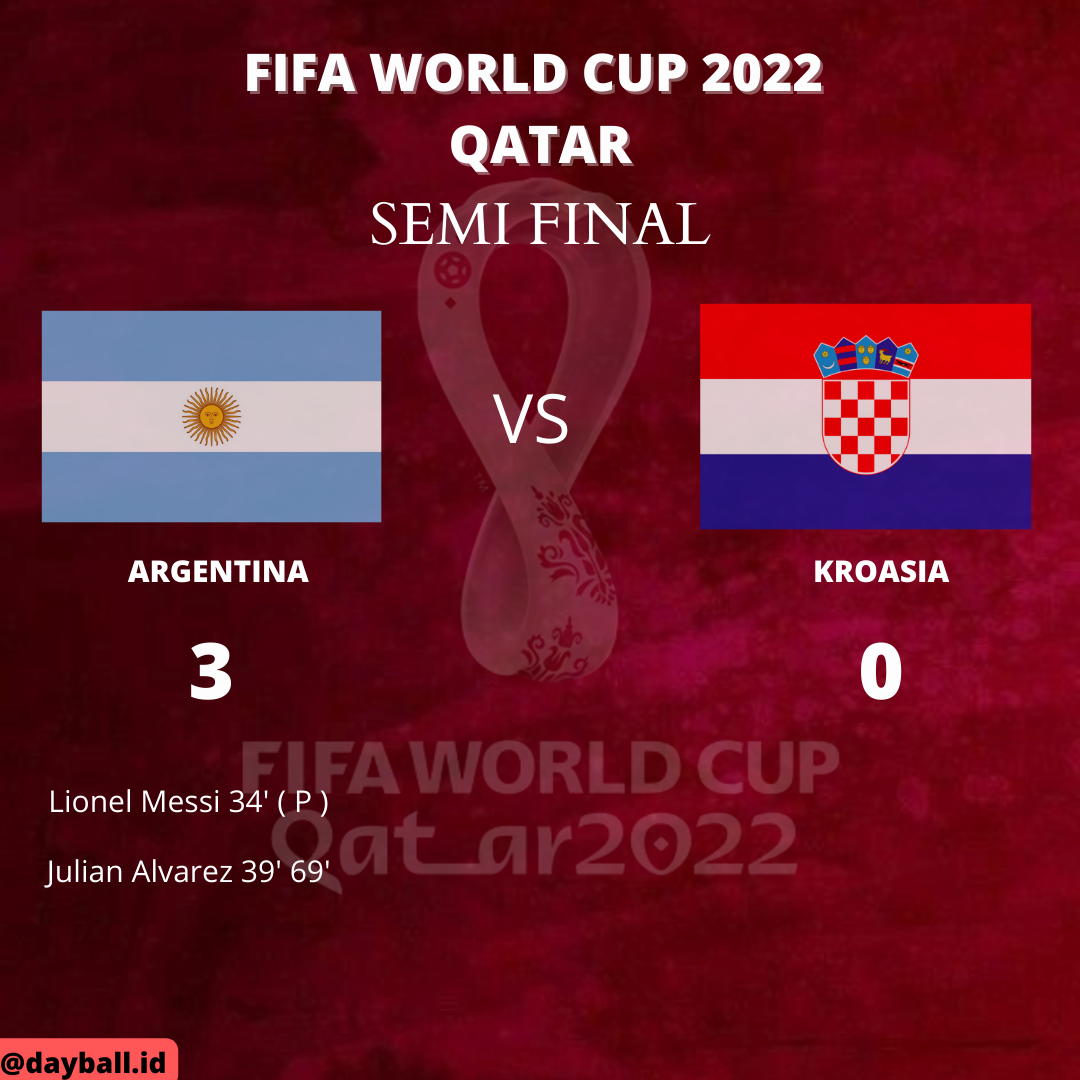 FIFA WORLD CUP 2022
QATAR
SEMI FINAL
VS
TM
ARGENTINA
KROASIA
3
0
FIFA WORLD CUP
Qatar2022
Lionel Messi 34' ( P )
Julian Alvarez 39' 69'
@dayball.id